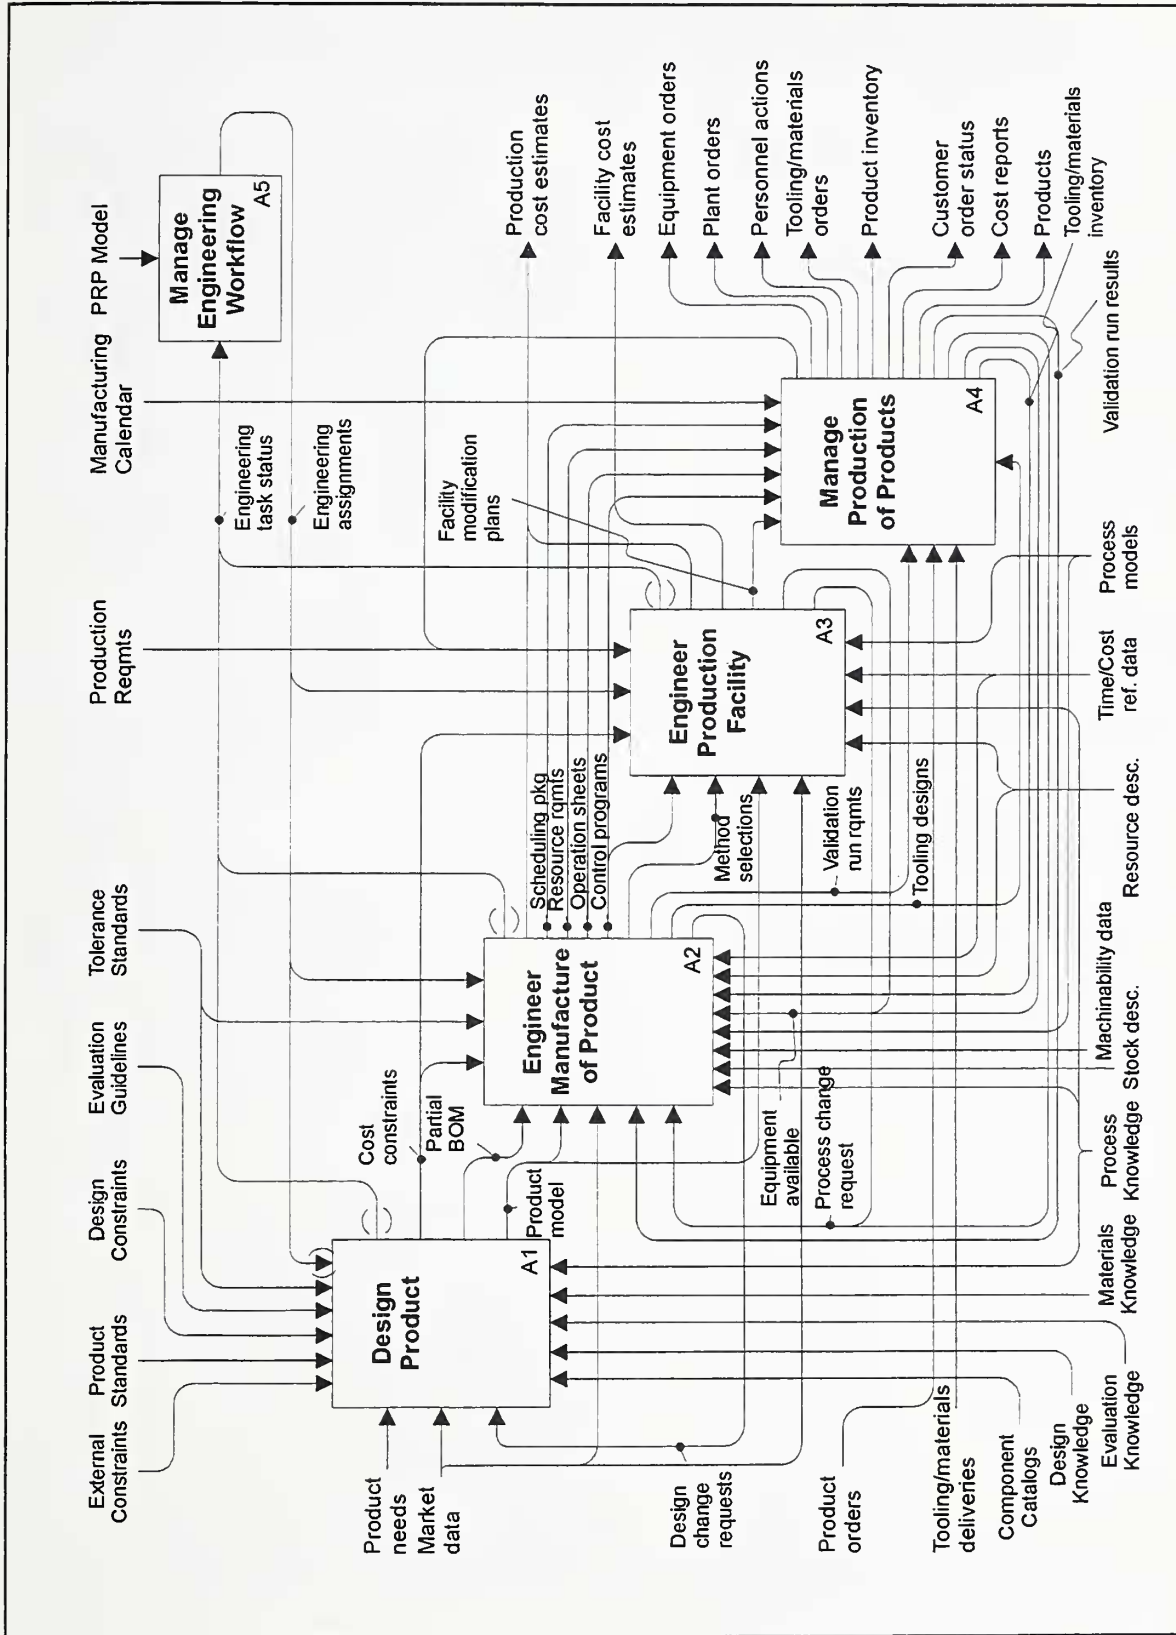 External
Constraints
Product
Standards
Design
Constraints
Evaluation
Guidelines
Tolerance
Standards
Production
Reqmts
Manufacturing
Calendar
PRP Model
Manage
Engineering
Workflow
A5
Engineering
task status
Engineering
assignments
Product
needs
Market
data
Design
Product
A1
Cost
constraints
Partial
BOM
Product
model
Engineer
Manufacture
of Product
A2
Scheduling pkg
Resource rqmts
Operation sheets
Control programs
Method
selections
Validation
run rqmts
Tooling designs
Engineer
Production
Facility
A3
Facility
modification
plans
Manage
Production
of Products
A4
Production
cost estimates
Facility cost
estimates
Equipment orders
Plant orders
Personnel actions
Tooling/materials
orders
Product inventory
Customer
order status
Cost reports
Products
Tooling/materials
inventory
Validation run results
Design
change
requests
Equipment
available
Process change
request
Product
orders
Tooling/materials
deliveries
Component
Catalogs
Design
Knowledge
Evaluation
Knowledge
Materials
Knowledge
Process
Knowledge
Stock desc.
Machinability data
Resource desc.
Time/Cost
ref. data
Process
models